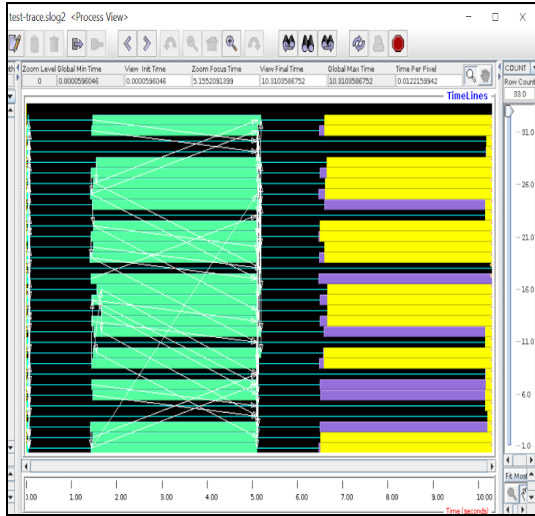 test-trace.slog2 <Process View>
Zoom Level Global Min Time View Init Time Zoom Focus Time View Final Time Global Max Time Time Per Pixel
0 0.0000596046 0.0000596046 5.1552091399 10.3108586752 10.3108586752 0.0122159942
COUNT
Row Count
33.0
TimeLines
31.0
26.0
21.0
16.0
11.0
6.0
1.0
Fit Most
1.00 3.00 5.00 7.00 9.00
0.00 2.00 4.00 6.00 8.00 10.00
Time (seconds)